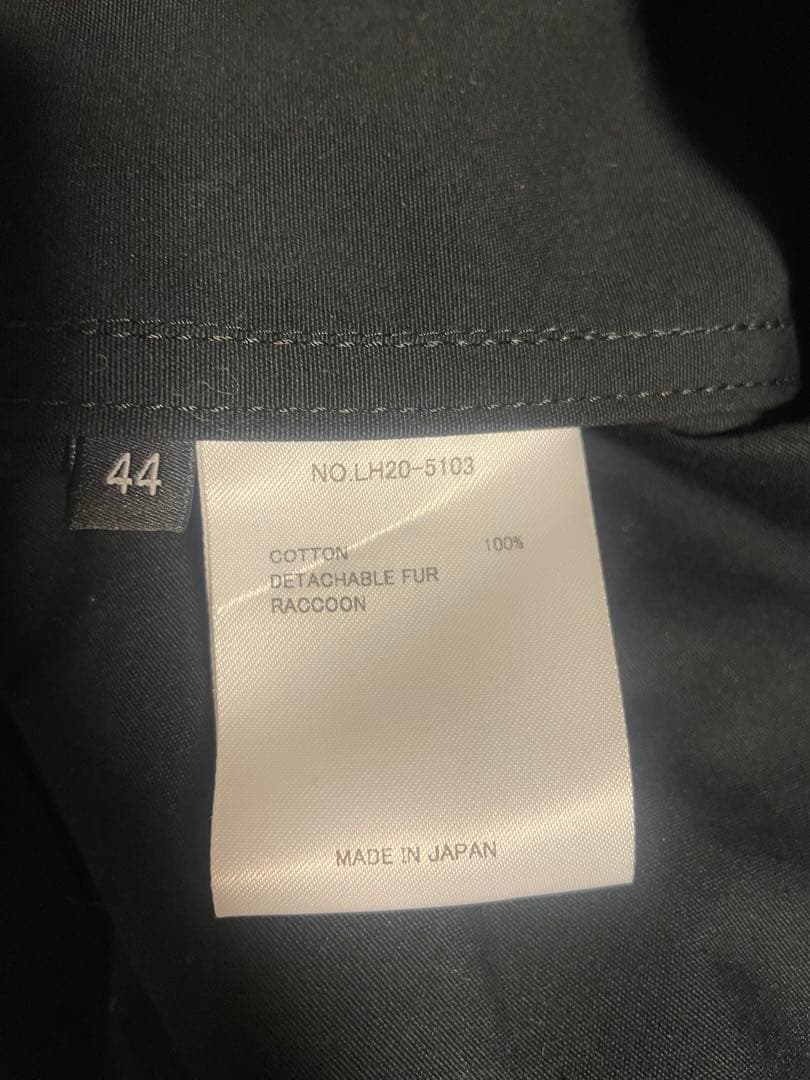 44
NO.LH20-5103
COTTON 100%
DETACHABLE FUR
RACCOON
MADE IN JAPAN